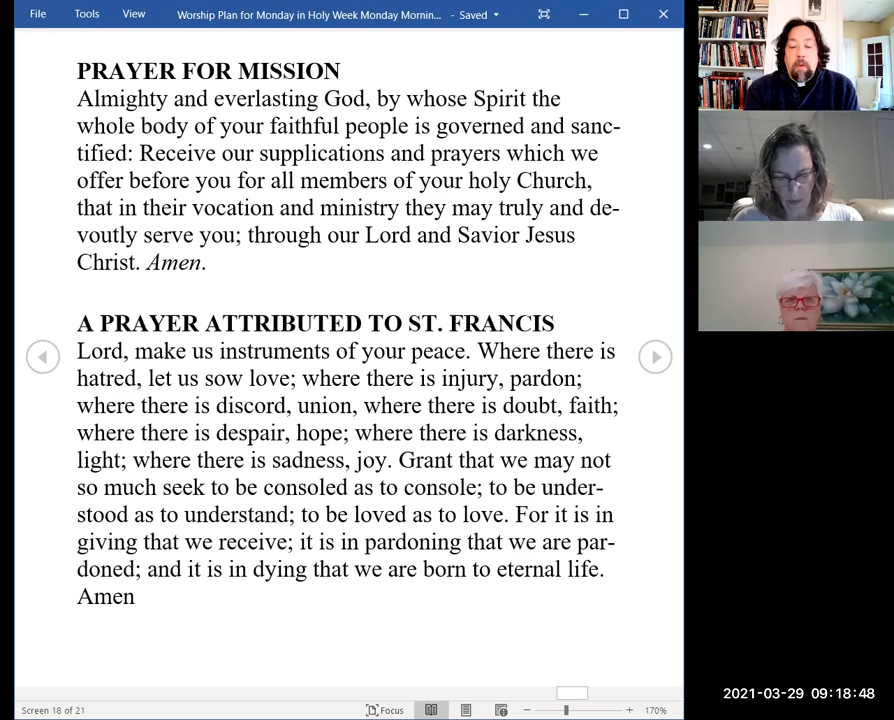 File Tools View Worship Plan for Monday in Holy Week Monday Mornin... - Saved
PRAYER FOR MISSION
Almighty and everlasting God, by whose Spirit the
whole body of your faithful people is governed and sanc-
tified: Receive our supplications and prayers which we
offer before you for all members of your holy Church,
that in their vocation and ministry they may truly and de-
voutly serve you; through our Lord and Savior Jesus
Christ. Amen.
A PRAYER ATTRIBUTED TO ST. FRANCIS
Lord, make us instruments of your peace. Where there is
hatred, let us sow love; where there is injury, pardon;
where there is discord, union, where there is doubt, faith;
where there is despair, hope; where there is darkness,
light; where there is sadness, joy. Grant that we may not
so much seek to be consoled as to console; to be under-
stood as to understand; to be loved as to love. For it is in
giving that we receive; it is in pardoning that we are par-
doned; and it is in dying that we are born to eternal life.
Amen
Screen 18 of 21 Focus 170%
2021-03-29 09:18:48